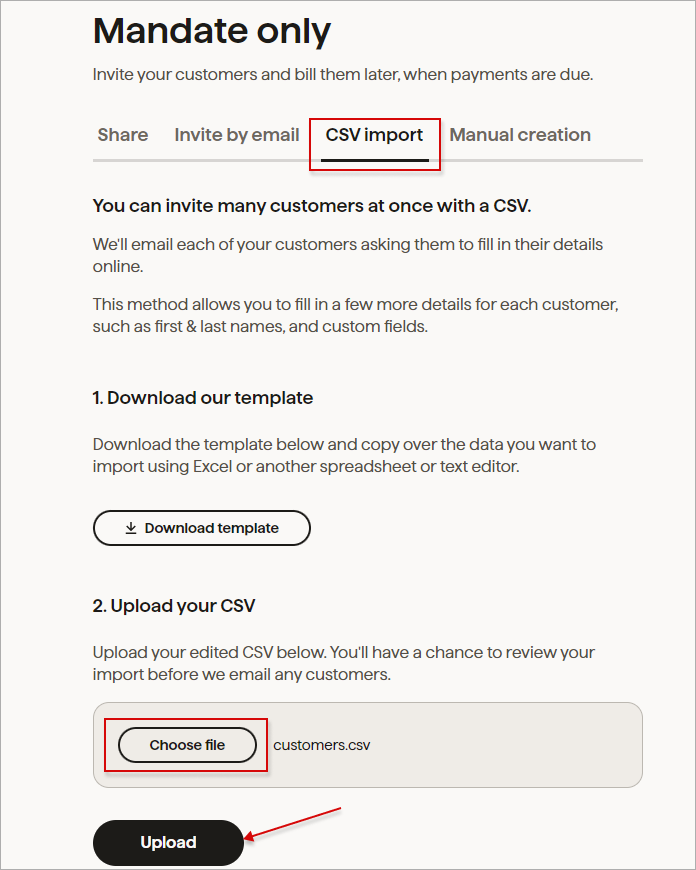 Mandate only
Invite your customers and bill them later, when payments are due.
Share Invite by email CSV import Manual creation
You can invite many customers at once with a CSV.
We'll email each of your customers asking them to fill in their details
online.
This method allows you to fill in a few more details for each customer,
such as first & last names, and custom fields.
1. Download our template
Download the template below and copy over the data you want to
import using Excel or another spreadsheet or text editor.
Download template
2. Upload your CSV
Upload your edited CSV below. You'll have a chance to review your
import before we email any customers.
Choose file customers.csv
Upload